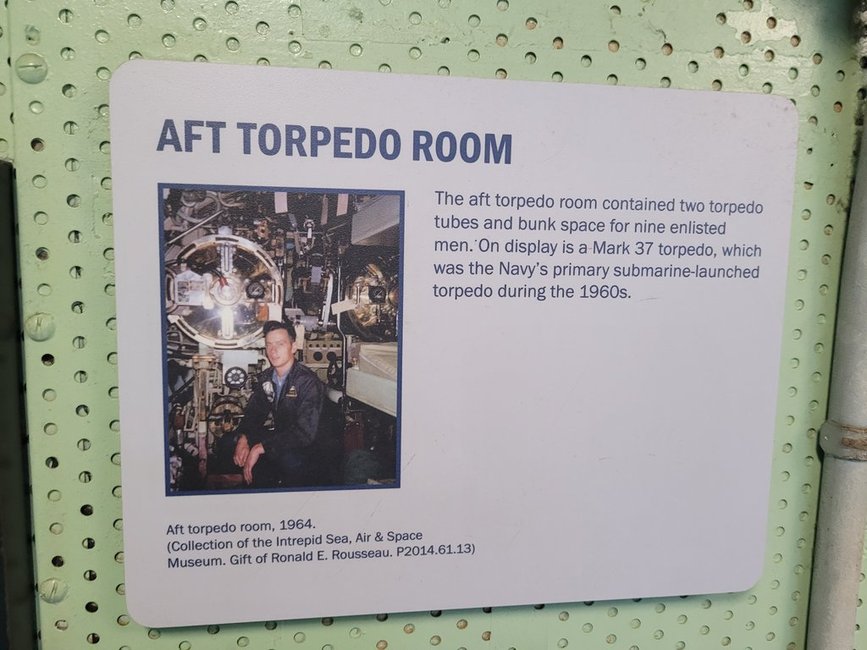 AFT TORPEDO ROOM
The aft torpedo room contained two torpedo
tubes and bunk space for nine enlisted
men. On display is a Mark 37 torpedo, which
was the Navy's primary submarine-launched
torpedo during the 1960s.
Aft torpedo room, 1964.
(Collection of the Intrepid Sea, Air & Space
Museum. Gift of Ronald E. Rousseau. P2014.61.13)